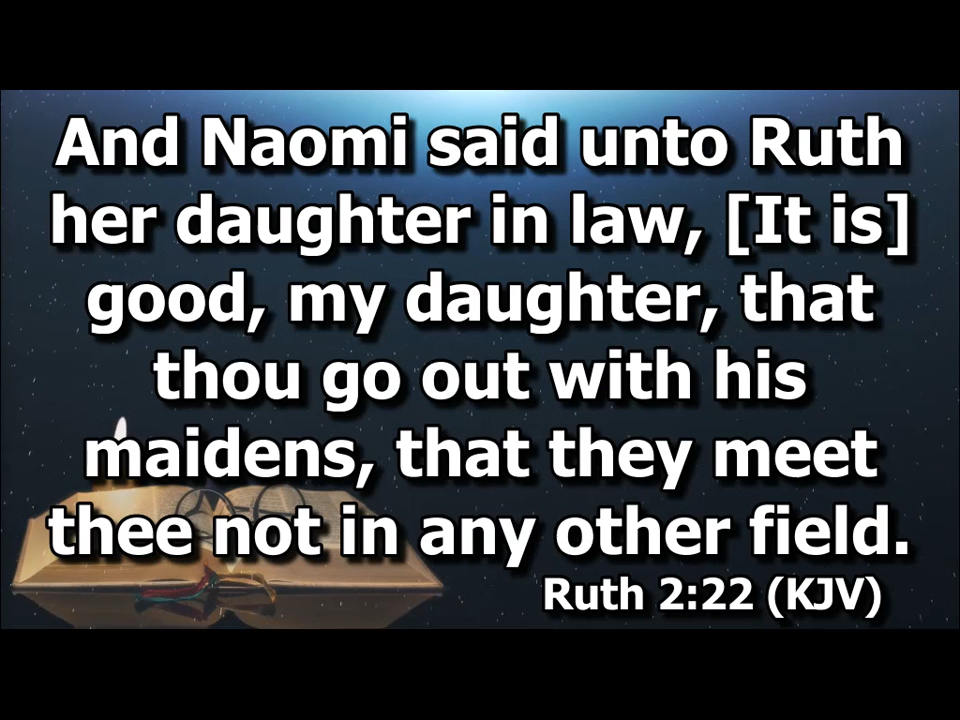 And Naomi said unto Ruth
her daughter in law, [It is]
good, my daughter, that
thou go out with his
maidens, that they meet
thee not in any other field.
Ruth 2:22 (KJV)